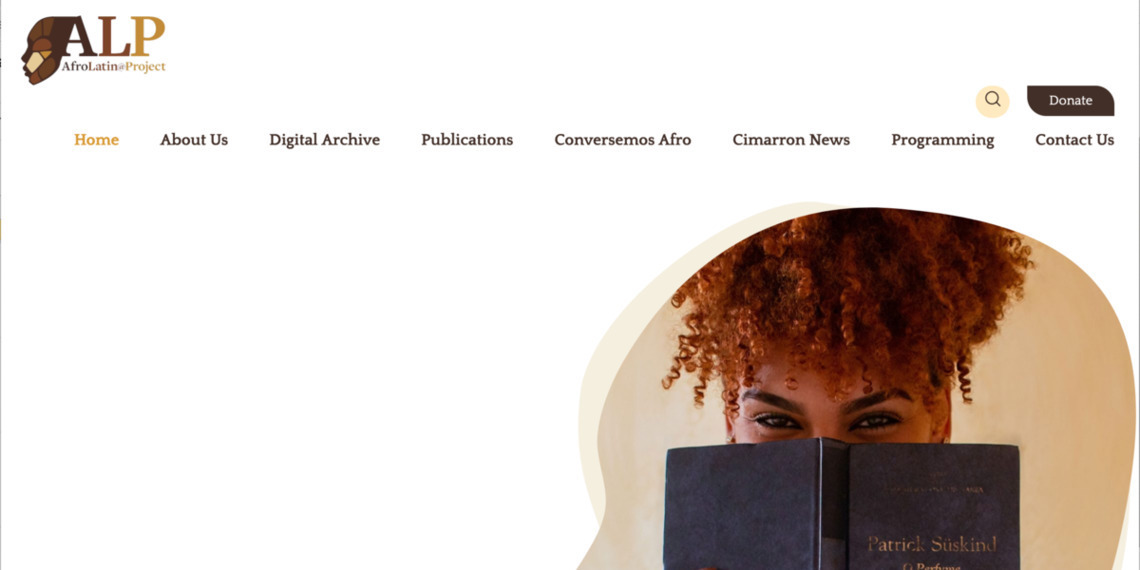 ALP
AfroLatin@Project
Donate
Home About Us Digital Archive Publications Conversemos Afro Cimarron News Programming Contact Us
Patrick Süskind
O Perfume